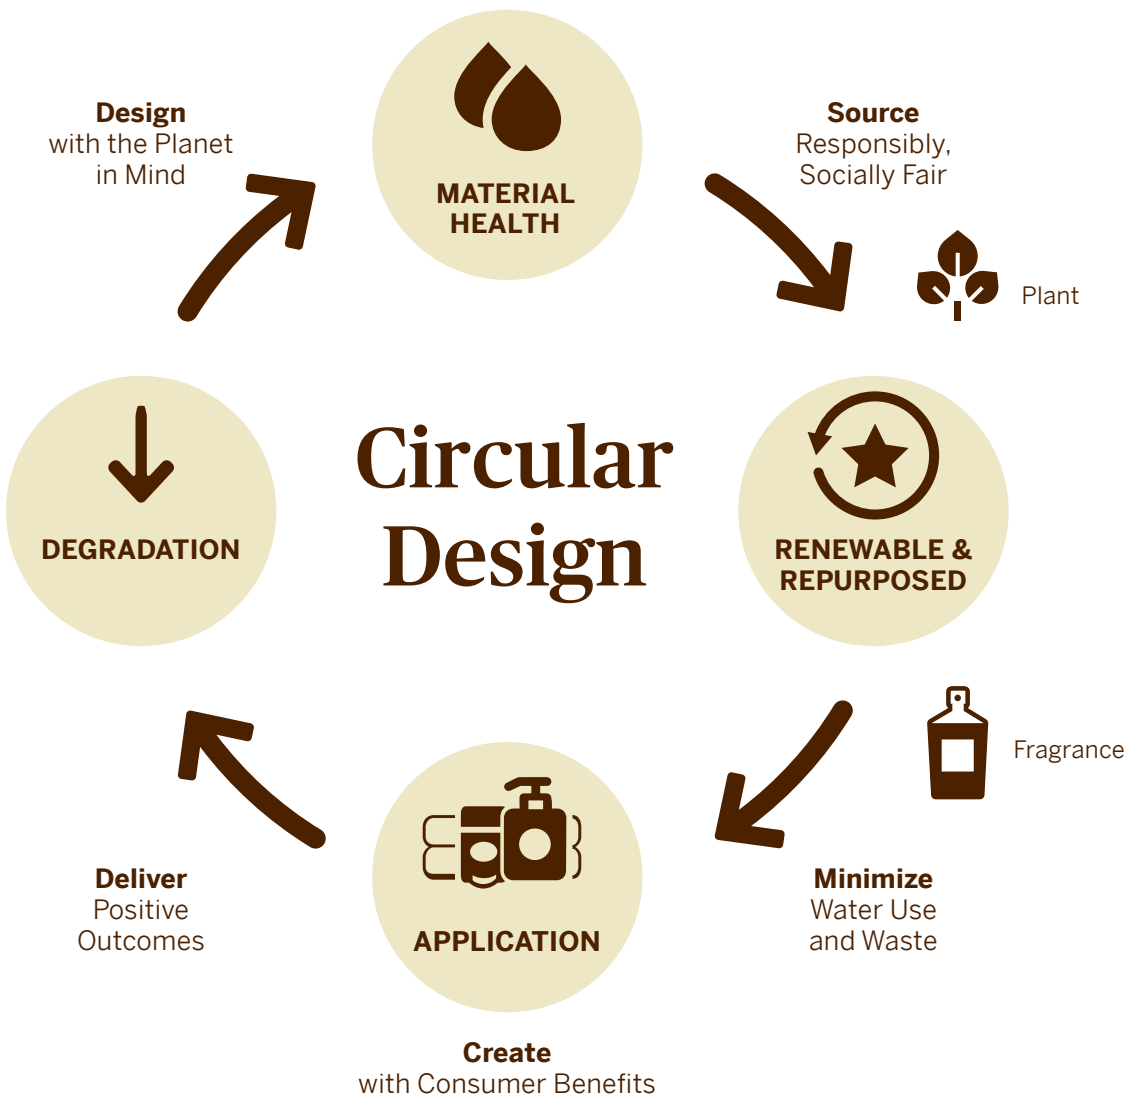 Design
with the Planet
in Mind
MATERIAL
HEALTH
Source
Responsibly,
Socially Fair
Plant
Circular
Design
RENEWABLE &
REPURPOSED
Fragrance
Minimize
Water Use
and Waste
APPLICATION
Create
with Consumer Benefits
Deliver
Positive
Outcomes
DEGRADATION